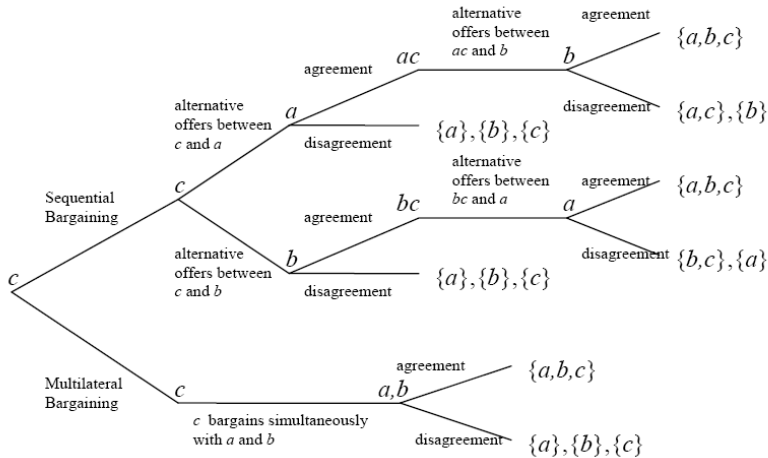 alternative
offers between
ac and b
agreement
{a,b,c}
ac
b
agreement
disagreement
{a,c},{b}
alternative
offers between
c and a
a
disagreement
{a},{b},{c}
alternative
offers between
bc and a
agreement
{a,b,c}
Sequential
Bargaining
c
agreement
bc
a
disagreement
{b,c},{a}
alternative
offers between
c and b
b
disagreement
{a},{b},{c}
c
Multilateral
Bargaining
c
c bargains simultaneously
with a and b
a,b
agreement
{a,b,c}
disagreement
{a},{b},{c}